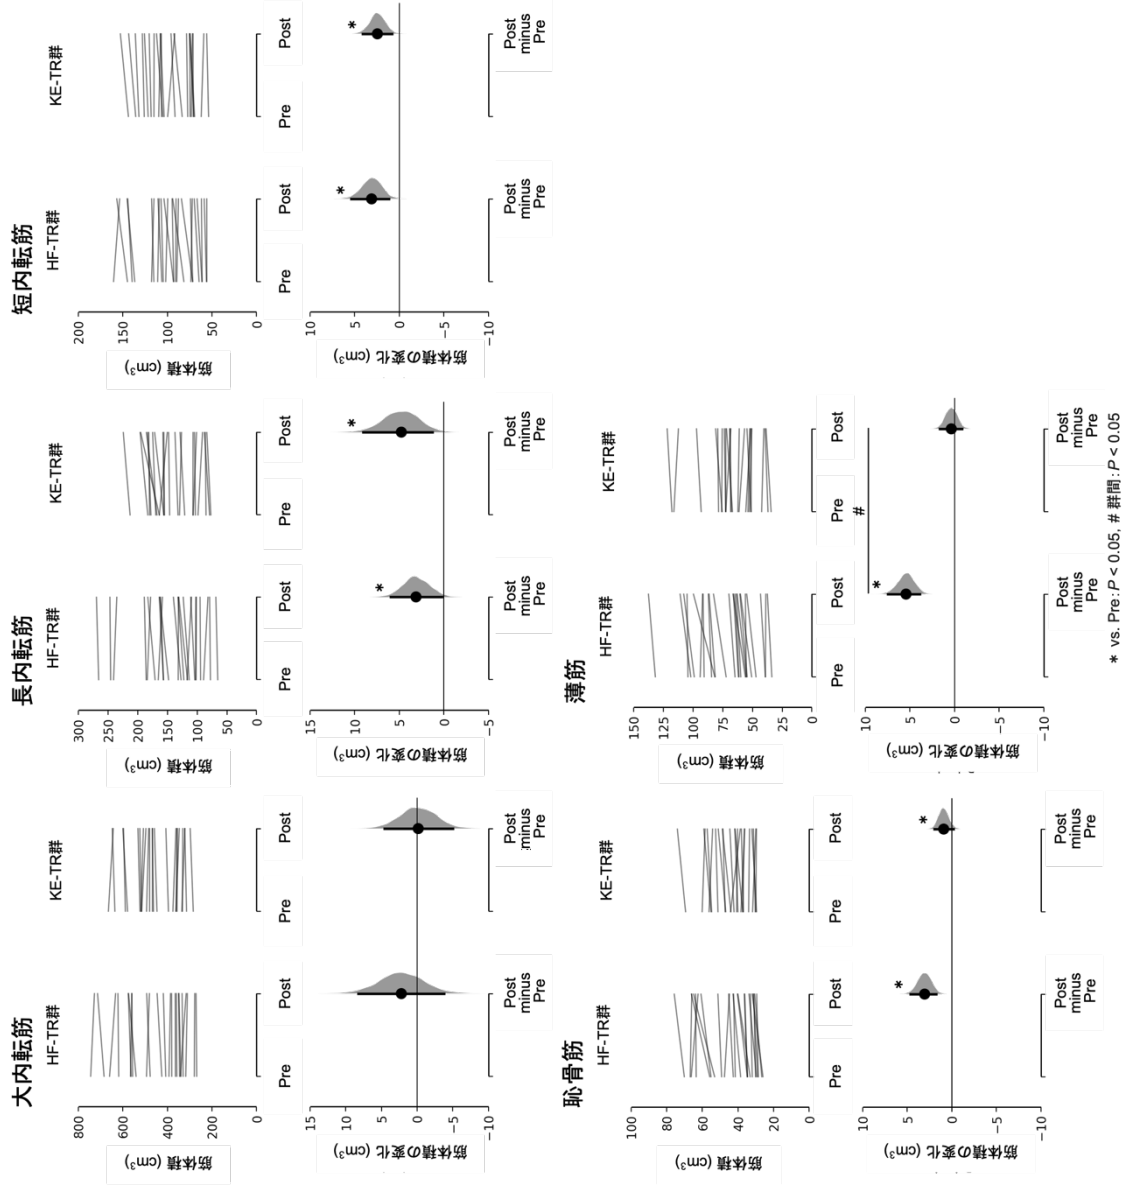 大内転筋
HF-TR群
KE-TR群
筋体積 (cm³)
800
600
400
200
0
Pre
Post
Pre
Post
筋体積の変化 (cm³)
15
10
5
0
−5
−10
Post
minus
Pre
Post
minus
Pre
長内転筋
HF-TR群
KE-TR群
筋体積 (cm³)
300
250
200
150
100
50
0
Pre
Post
Pre
Post
筋体積の変化 (cm³)
15
10
5
0
−5
*
*
Post
minus
Pre
Post
minus
Pre
短内転筋
HF-TR群
KE-TR群
筋体積 (cm³)
200
150
100
50
0
Pre
Post
Pre
Post
筋体積の変化 (cm³)
10
5
0
−5
−10
*
*
Post
minus
Pre
Post
minus
Pre
恥骨筋
HF-TR群
KE-TR群
筋体積 (cm³)
100
80
60
40
20
0
Pre
Post
Pre
Post
筋体積の変化 (cm³)
10
5
0
−5
−10
*
*
Post
minus
Pre
Post
minus
Pre
薄筋
HF-TR群
KE-TR群
筋体積 (cm³)
150
125
100
75
50
25
0
Pre
Post
Pre
Post
筋体積の変化 (cm³)
10
5
0
−5
−10
#
*
Post
minus
Pre
Post
minus
Pre
* vs. Pre: P < 0.05, # 群間: P < 0.05